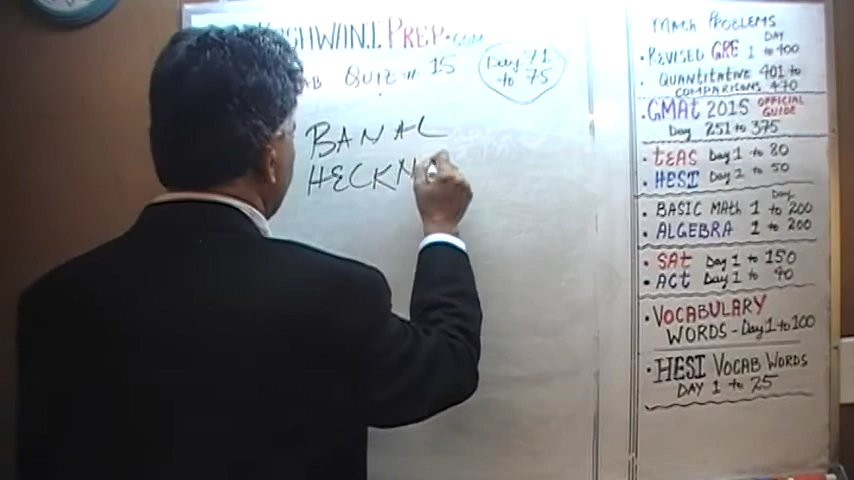 SHWANI PREP.COM
QUIZ # 15
Day 71
to 75
BANAL
HECKN
Math PROBLEMS
DAY
• REVISED GRE 1 to 400
• QUANTITATIVE 401 to
COMPARISONS 470
• GMAt 2015 OFFICIAL
GUIDE
Day 251 to 375
• tEAS Day 1 to 80
• HESI Day 1 to 50
Day
• BASIC Math 1 to 200
• ALGEBRA 1 to 200
• SAt Day 1 to 150
• ACt Day 1 to 90
• VOCABULARY
WORDS - Day 1 to 100
• HESI VOCAB WORDS
DAY 1 to 25